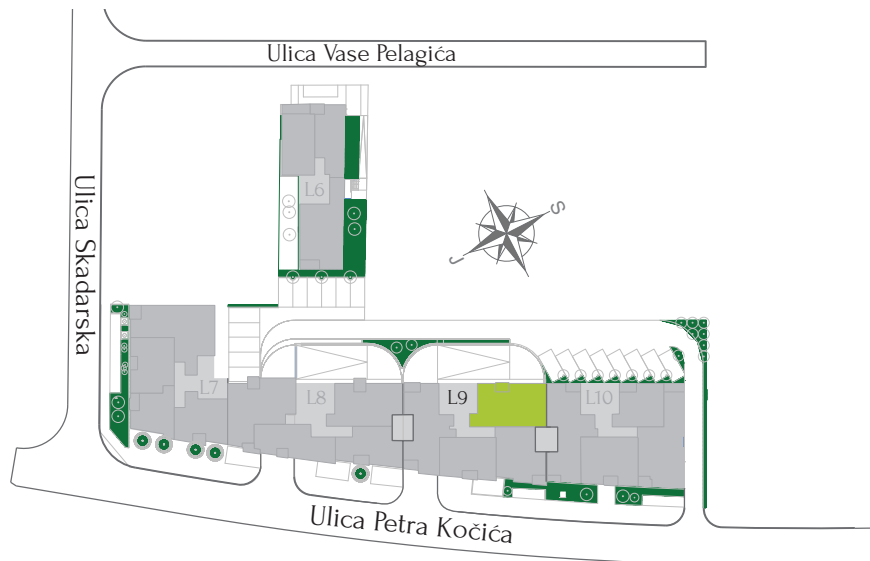 Ulica Vase Pelagića
L6
S
J
Ulica Skadarska
L7
L8
L9
L10
Ulica Petra Kočića